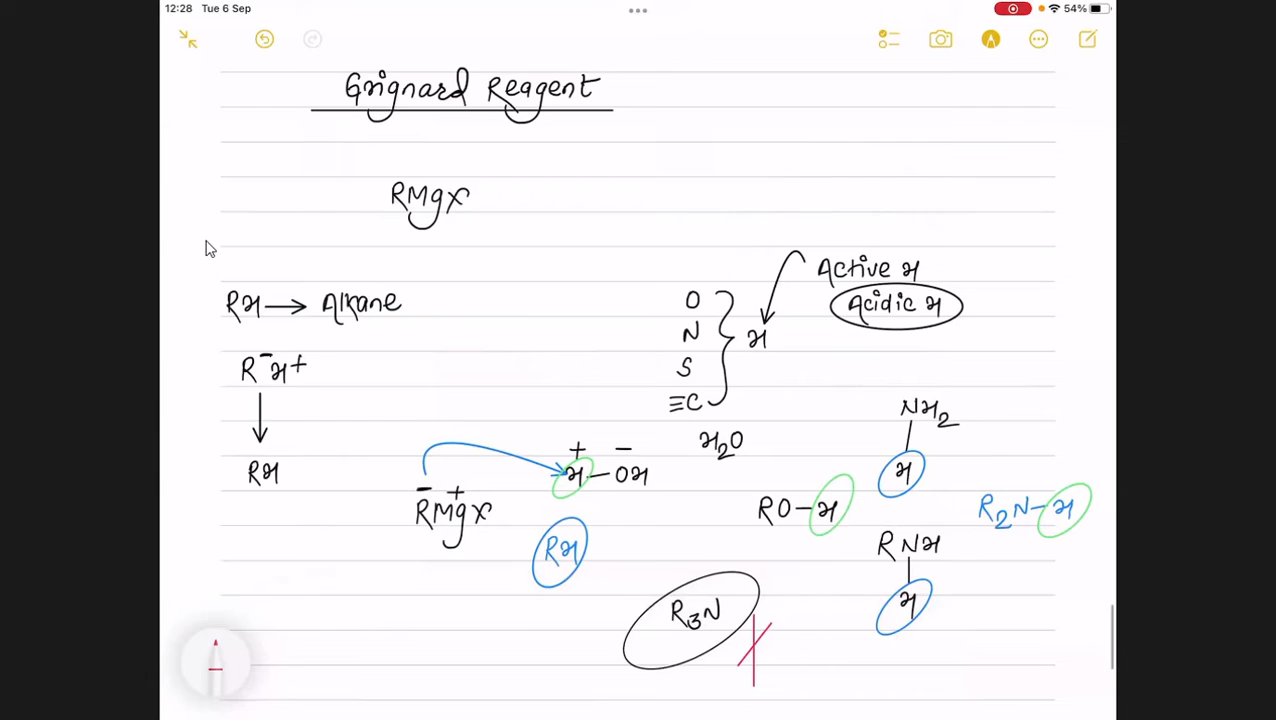 12:28 Tue 6 Sep
54%
Grignard Reagent
RMgX
Active H
RH → Alkane
O
N
S
≡C
H
Acidic H
R⁻H⁺
RH
NH₂
H
H₂O
+ −
H—OH
− +
RMgX
RO—H
R₂N—H
RH
RNH
H
R₃N